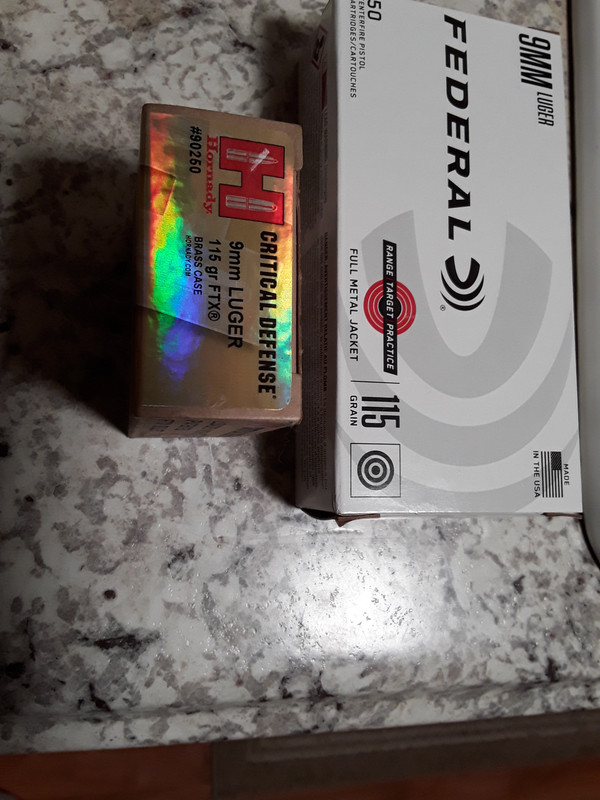 #90250
Hornady
CRITICAL DEFENSE®
9mm LUGER
115 gr FTX®
BRASS CASE
HORNADY.COM
9MM LUGER
FEDERAL
®
50
CENTERFIRE PISTOL
CARTRIDGES/CARTOUCHES
RANGE TARGET PRACTICE
FULL METAL JACKET
115
GRAIN
MADE
IN THE USA